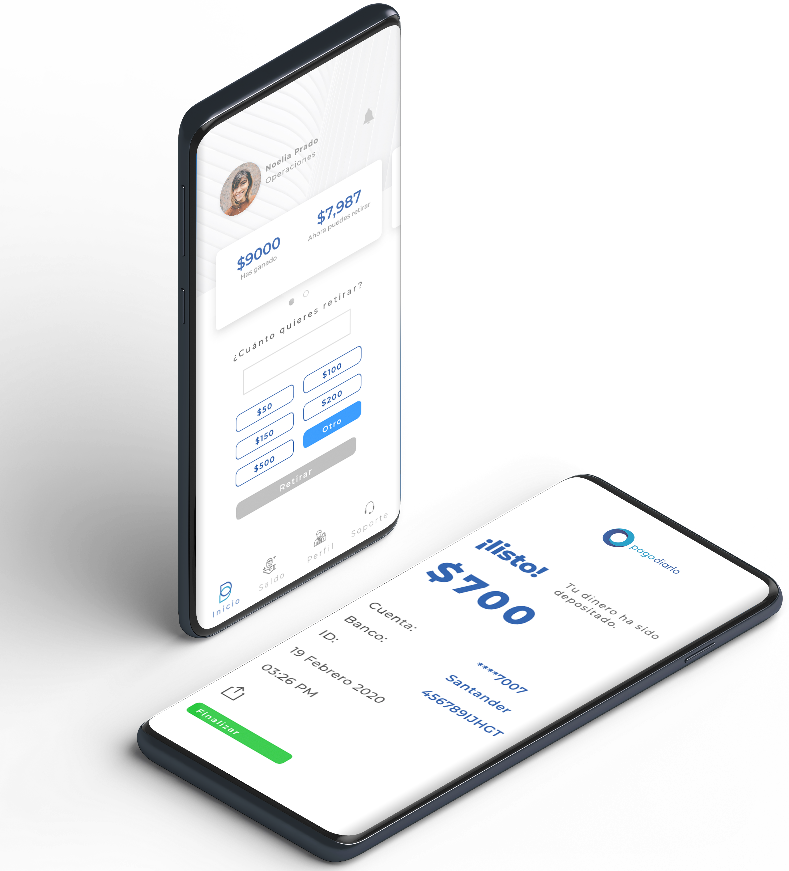 Noelia Prado
Operaciones
$9000
Has ganado
$7,987
Ahora puedes retirar
¿Cuánto quieres retirar?
$50
$100
$150
$200
$500
Otro
Retirar
Inicio
Saldo
Perfil
Soporte
pagodiario
¡listo!
$700
Tu dinero ha sido
depositado.
Cuenta:
****7007
Banco:
Santander
ID:
456789IJHGT
19 Febrero 2020
03:26 PM
Finalizar